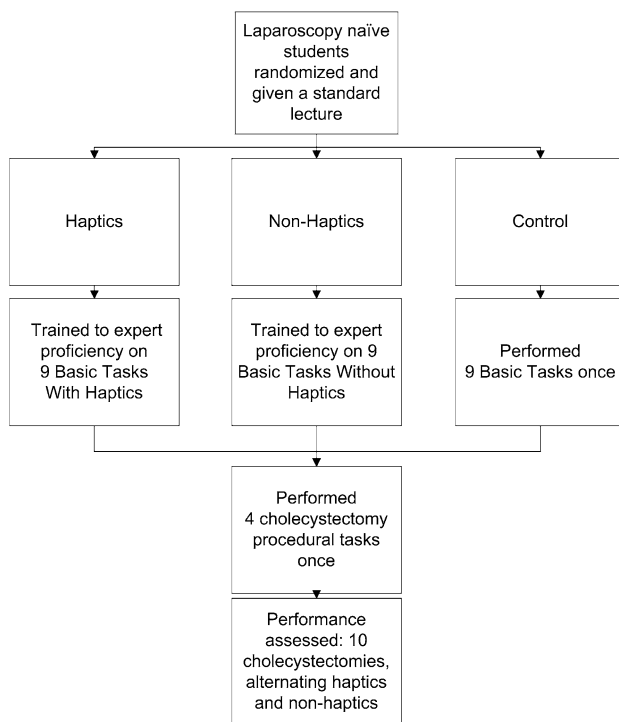 Laparoscopy naïve
students
randomized and
given a standard
lecture
Haptics
Non-Haptics
Control
Trained to expert
proficiency on
9 Basic Tasks
With Haptics
Trained to expert
proficiency on 9
Basic Tasks Without
Haptics
Performed
9 Basic Tasks once
Performed
4 cholecystectomy
procedural tasks
once
Performance
assessed: 10
cholecystectomies,
alternating haptics
and non-haptics